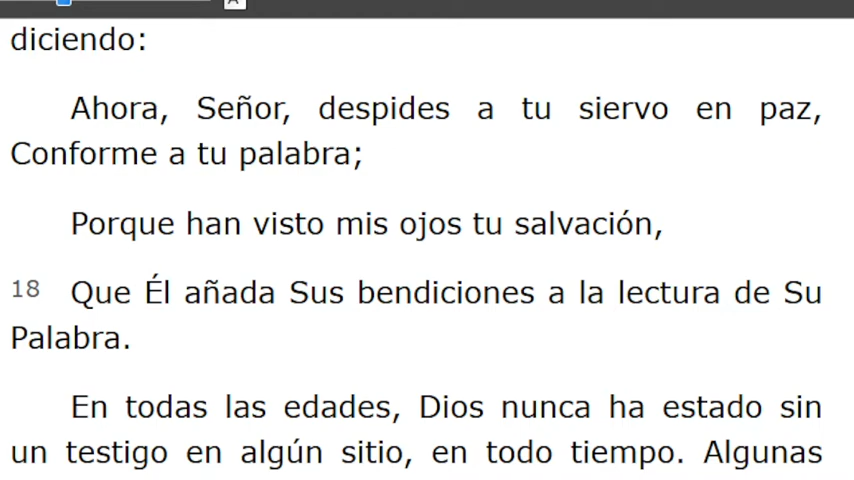 diciendo:
Ahora, Señor, despides a tu siervo en paz,
Conforme a tu palabra;
Porque han visto mis ojos tu salvación,
18 Que Él añada Sus bendiciones a la lectura de Su
Palabra.
En todas las edades, Dios nunca ha estado sin
un testigo en algún sitio, en todo tiempo. Algunas